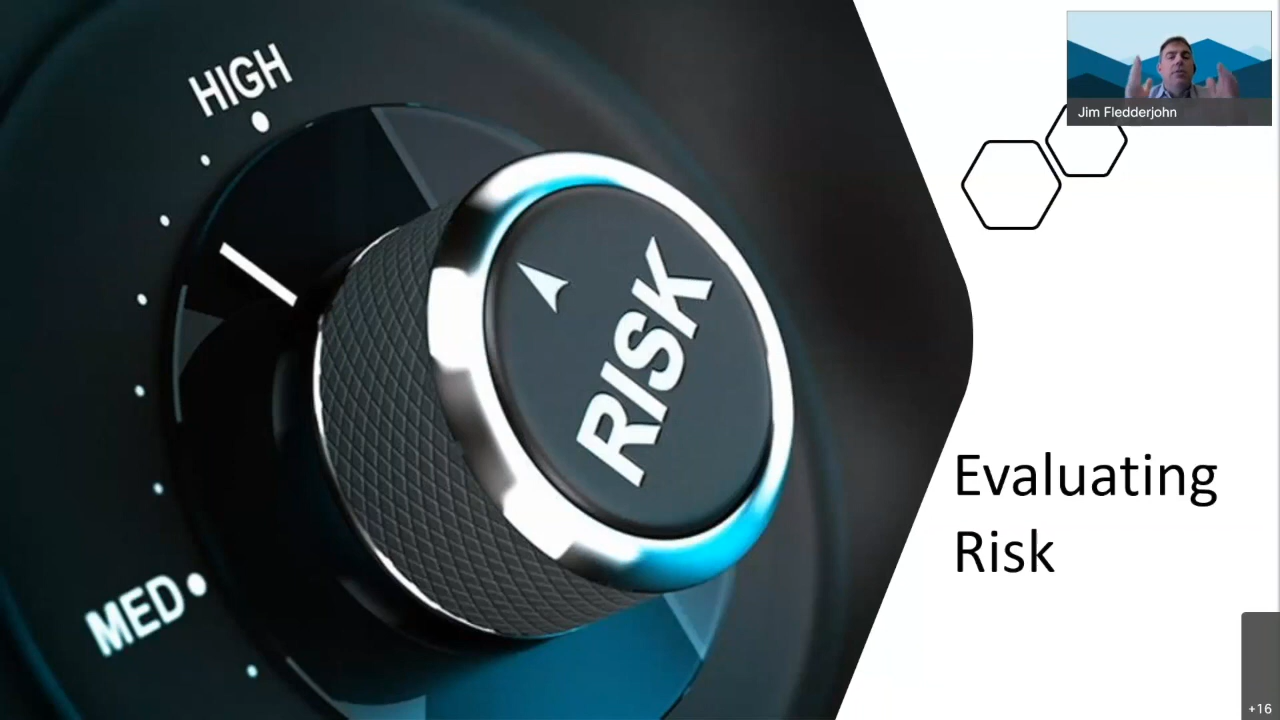 HIGH
RISK
MED
Jim Fledderjohn
Evaluating
Risk
+16